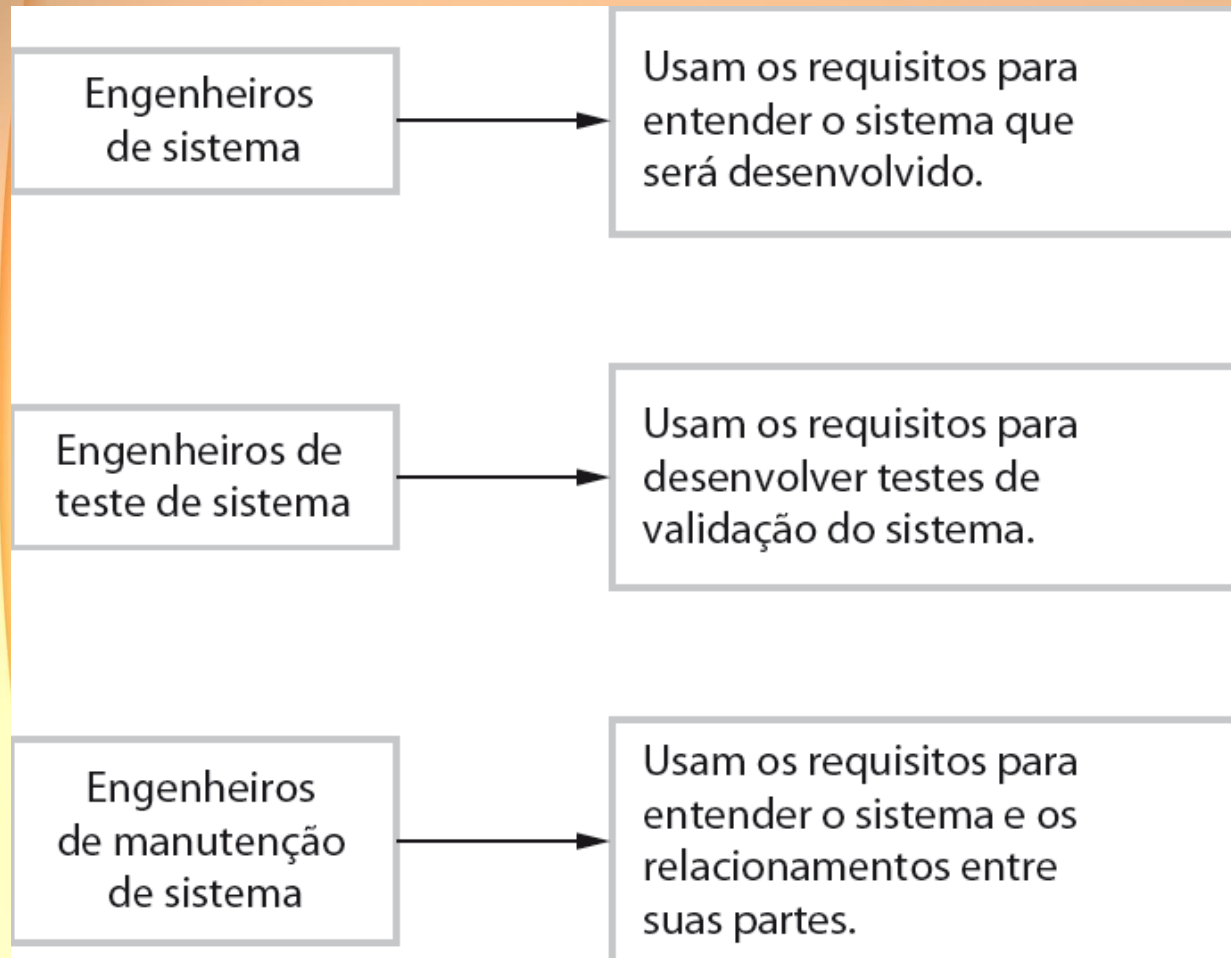 Engenheiros
de sistema
Usam os requisitos para
entender o sistema que
será desenvolvido.
Engenheiros de
teste de sistema
Usam os requisitos para
desenvolver testes de
validação do sistema.
Engenheiros
de manutenção
de sistema
Usam os requisitos para
entender o sistema e os
relacionamentos entre
suas partes.